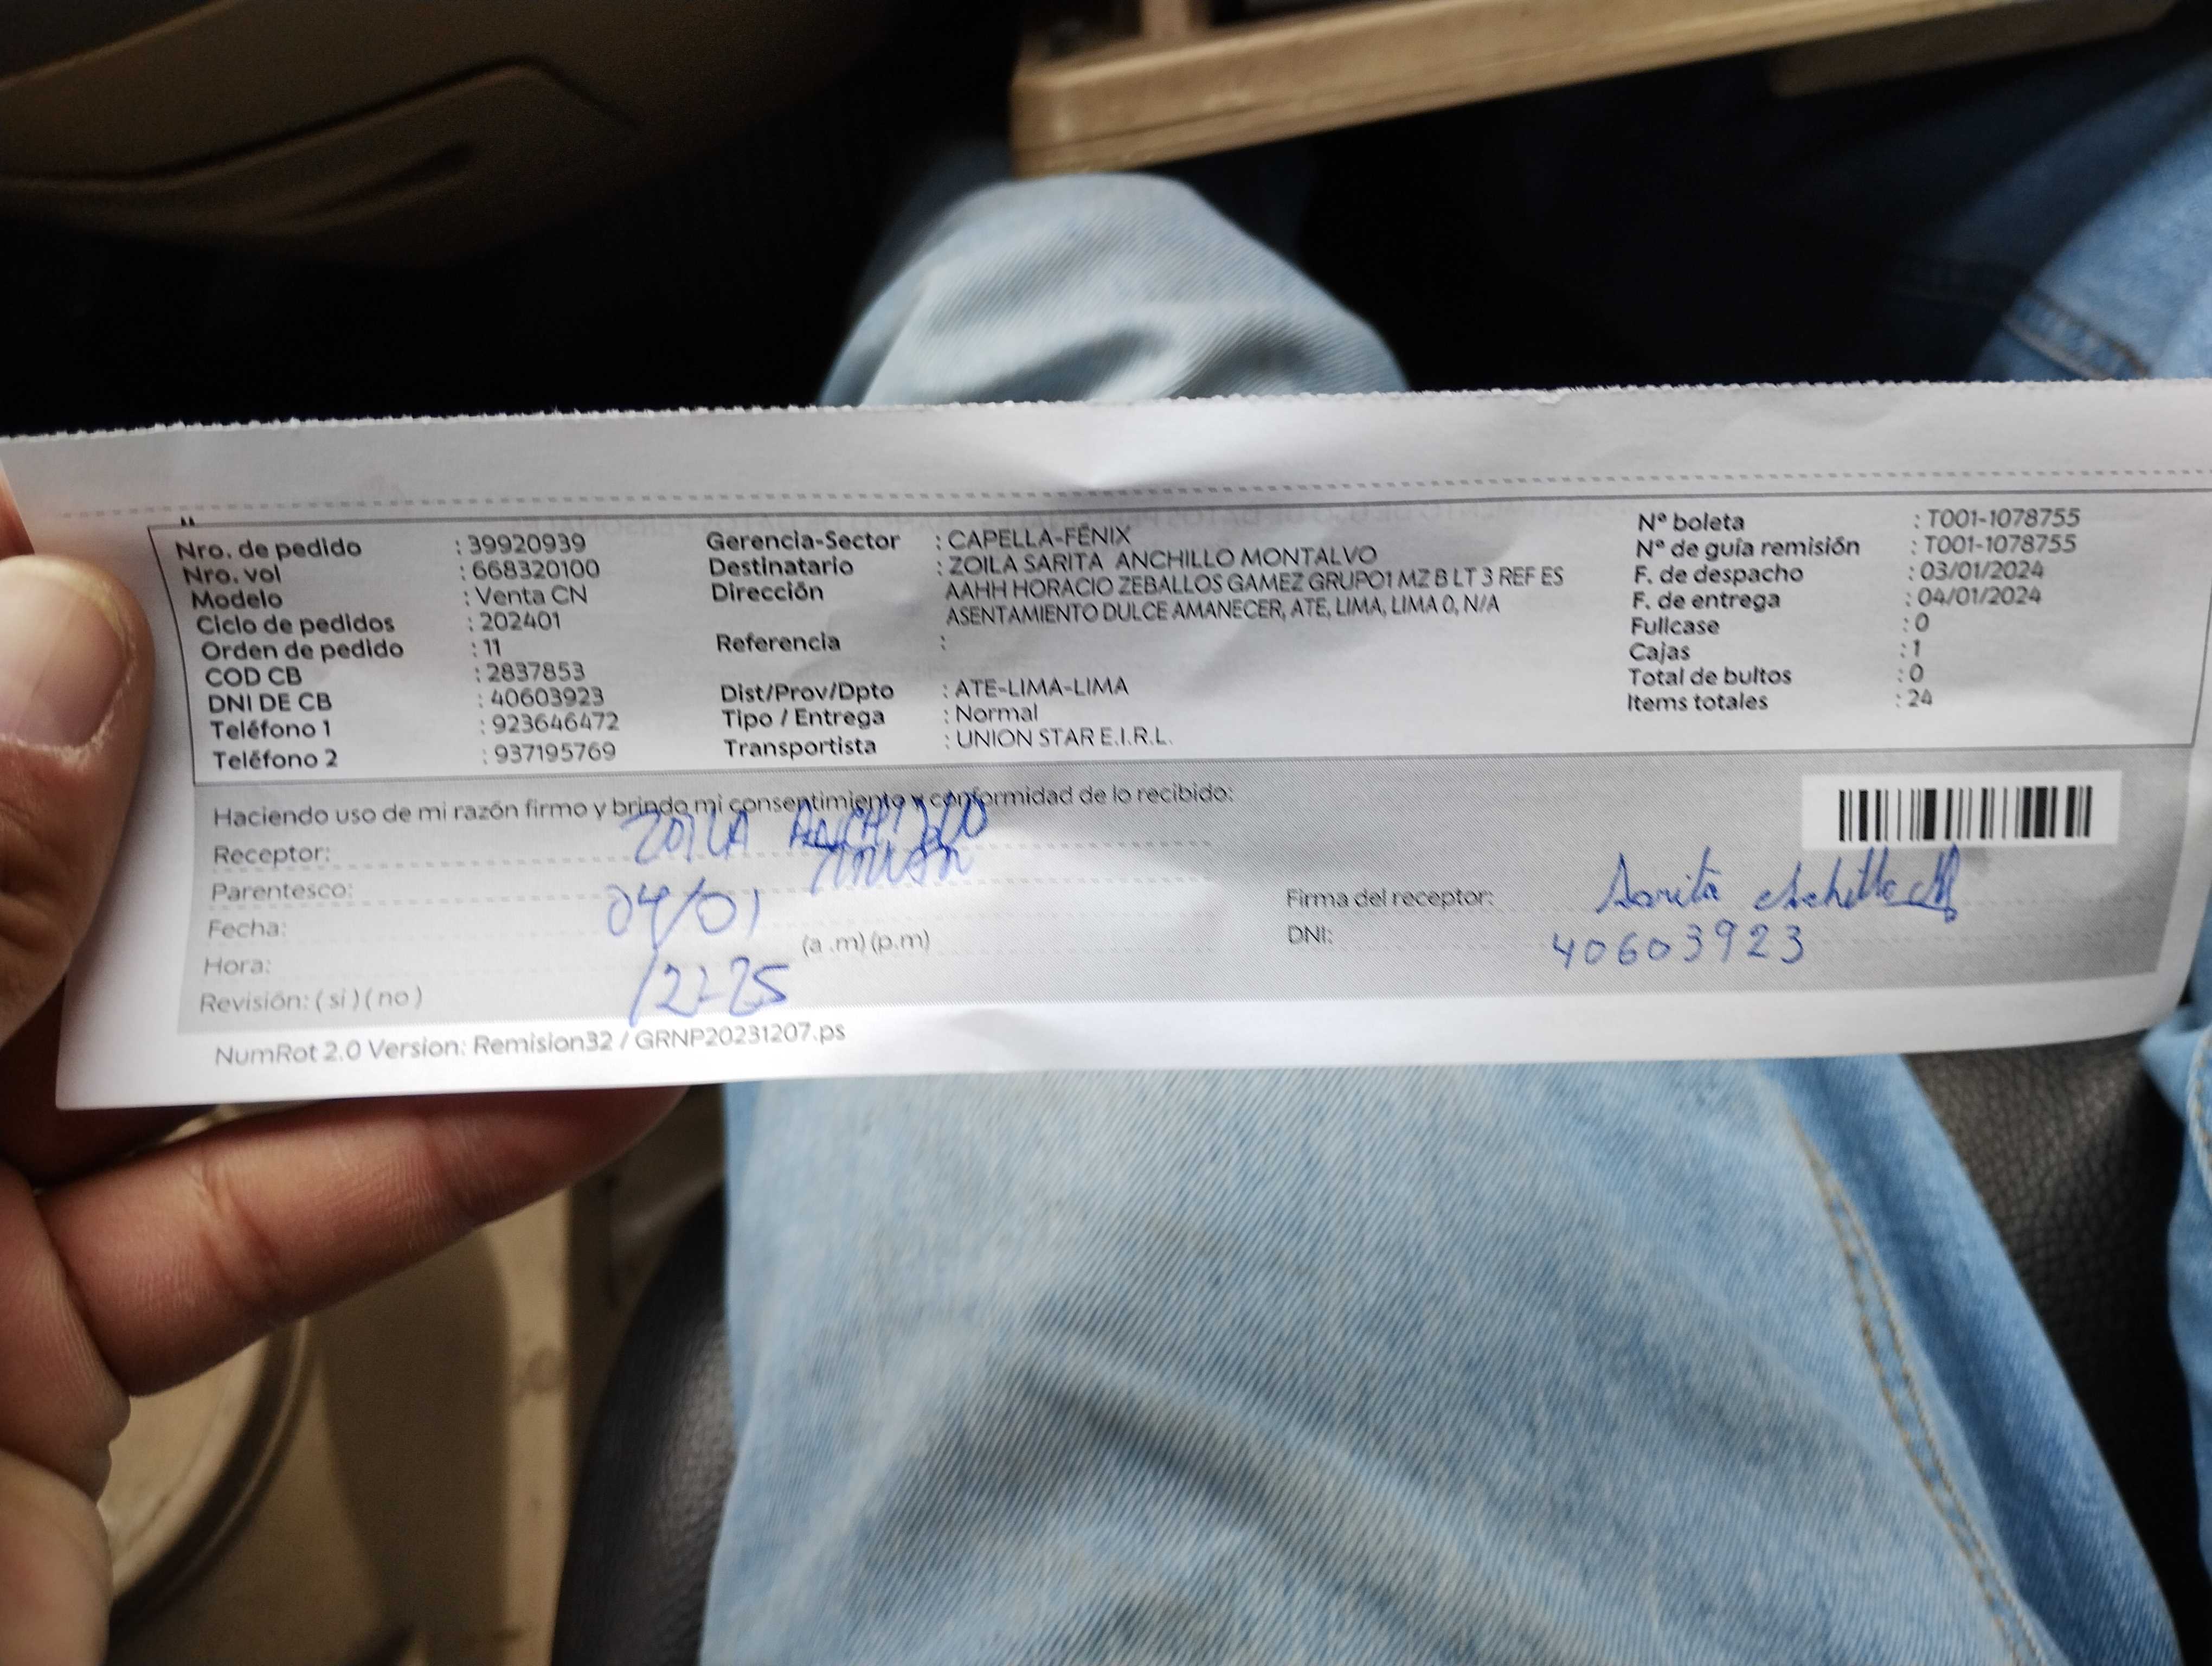 Nro. de pedido : 39920939
Nro. vol : 668320100
Modelo : Venta CN
Ciclo de pedidos : 202401
Orden de pedido : 11
COD CB : 2837853
DNI DE CB : 40603923
Teléfono 1 : 923646472
Teléfono 2 : 937195769
Gerencia-Sector : CAPELLA-FÉNIX
Destinatario : ZOILA SARITA ANCHILLO MONTALVO
Dirección AAHH HORACIO ZEBALLOS GAMEZ GRUPO1 MZ B LT 3 REF ES
ASENTAMIENTO DULCE AMANECER, ATE, LIMA, LIMA 0, N/A
Referencia :
Dist/Prov/Dpto : ATE-LIMA-LIMA
Tipo / Entrega : Normal
Transportista : UNION STAR E.I.R.L.
N° boleta : T001-1078755
N° de guía remisión : T001-1078755
F. de despacho : 03/01/2024
F. de entrega : 04/01/2024
Fullcase : 0
Cajas : 1
Total de bultos : 0
Items totales : 24
Haciendo uso de mi razón firmo y brindo mi consentimiento y conformidad de lo recibido:
Receptor: ZOILA ANCHILLO
Parentesco:
Fecha: 04/01
Hora: 12:25 (a .m) (p.m)
Revisión: ( si ) ( no )
Firma del receptor: Sarita Achillo M
DNI: 40603923
NumRot 2.0 Version: Remision32 / GRNP20231207.ps